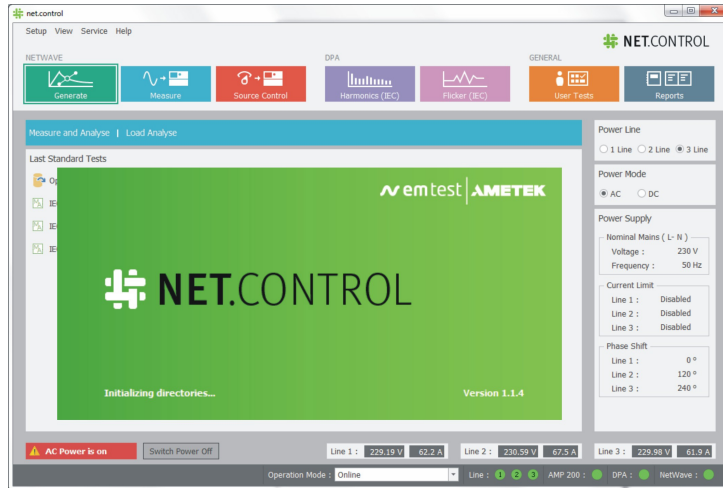 net.control
Setup View Service Help
NET.CONTROL
NETWAVE
DPA
GENERAL
Generate
Measure
Source Control
Harmonics (IEC)
Flicker (IEC)
User Tests
Reports
Measure and Analyse | Load Analyse
Last Standard Tests
Op
IE
IE
IE
emtest AMETEK
NET.CONTROL
Initializing directories...
Version 1.1.4
Power Line
1 Line 2 Line 3 Line
Power Mode
AC DC
Power Supply
Nominal Mains ( L- N )
Voltage : 230 V
Frequency : 50 Hz
Current Limit
Line 1 : Disabled
Line 2 : Disabled
Line 3 : Disabled
Phase Shift
Line 1 : 0 °
Line 2 : 120 °
Line 3 : 240 °
AC Power is on
Switch Power Off
Line 1 : 229.19 V 62.2 A
Line 2 : 230.59 V 67.5 A
Line 3 : 229.98 V 61.9 A
Operation Mode : Online
Line : 1 2 3 AMP 200 : DPA : NetWave :